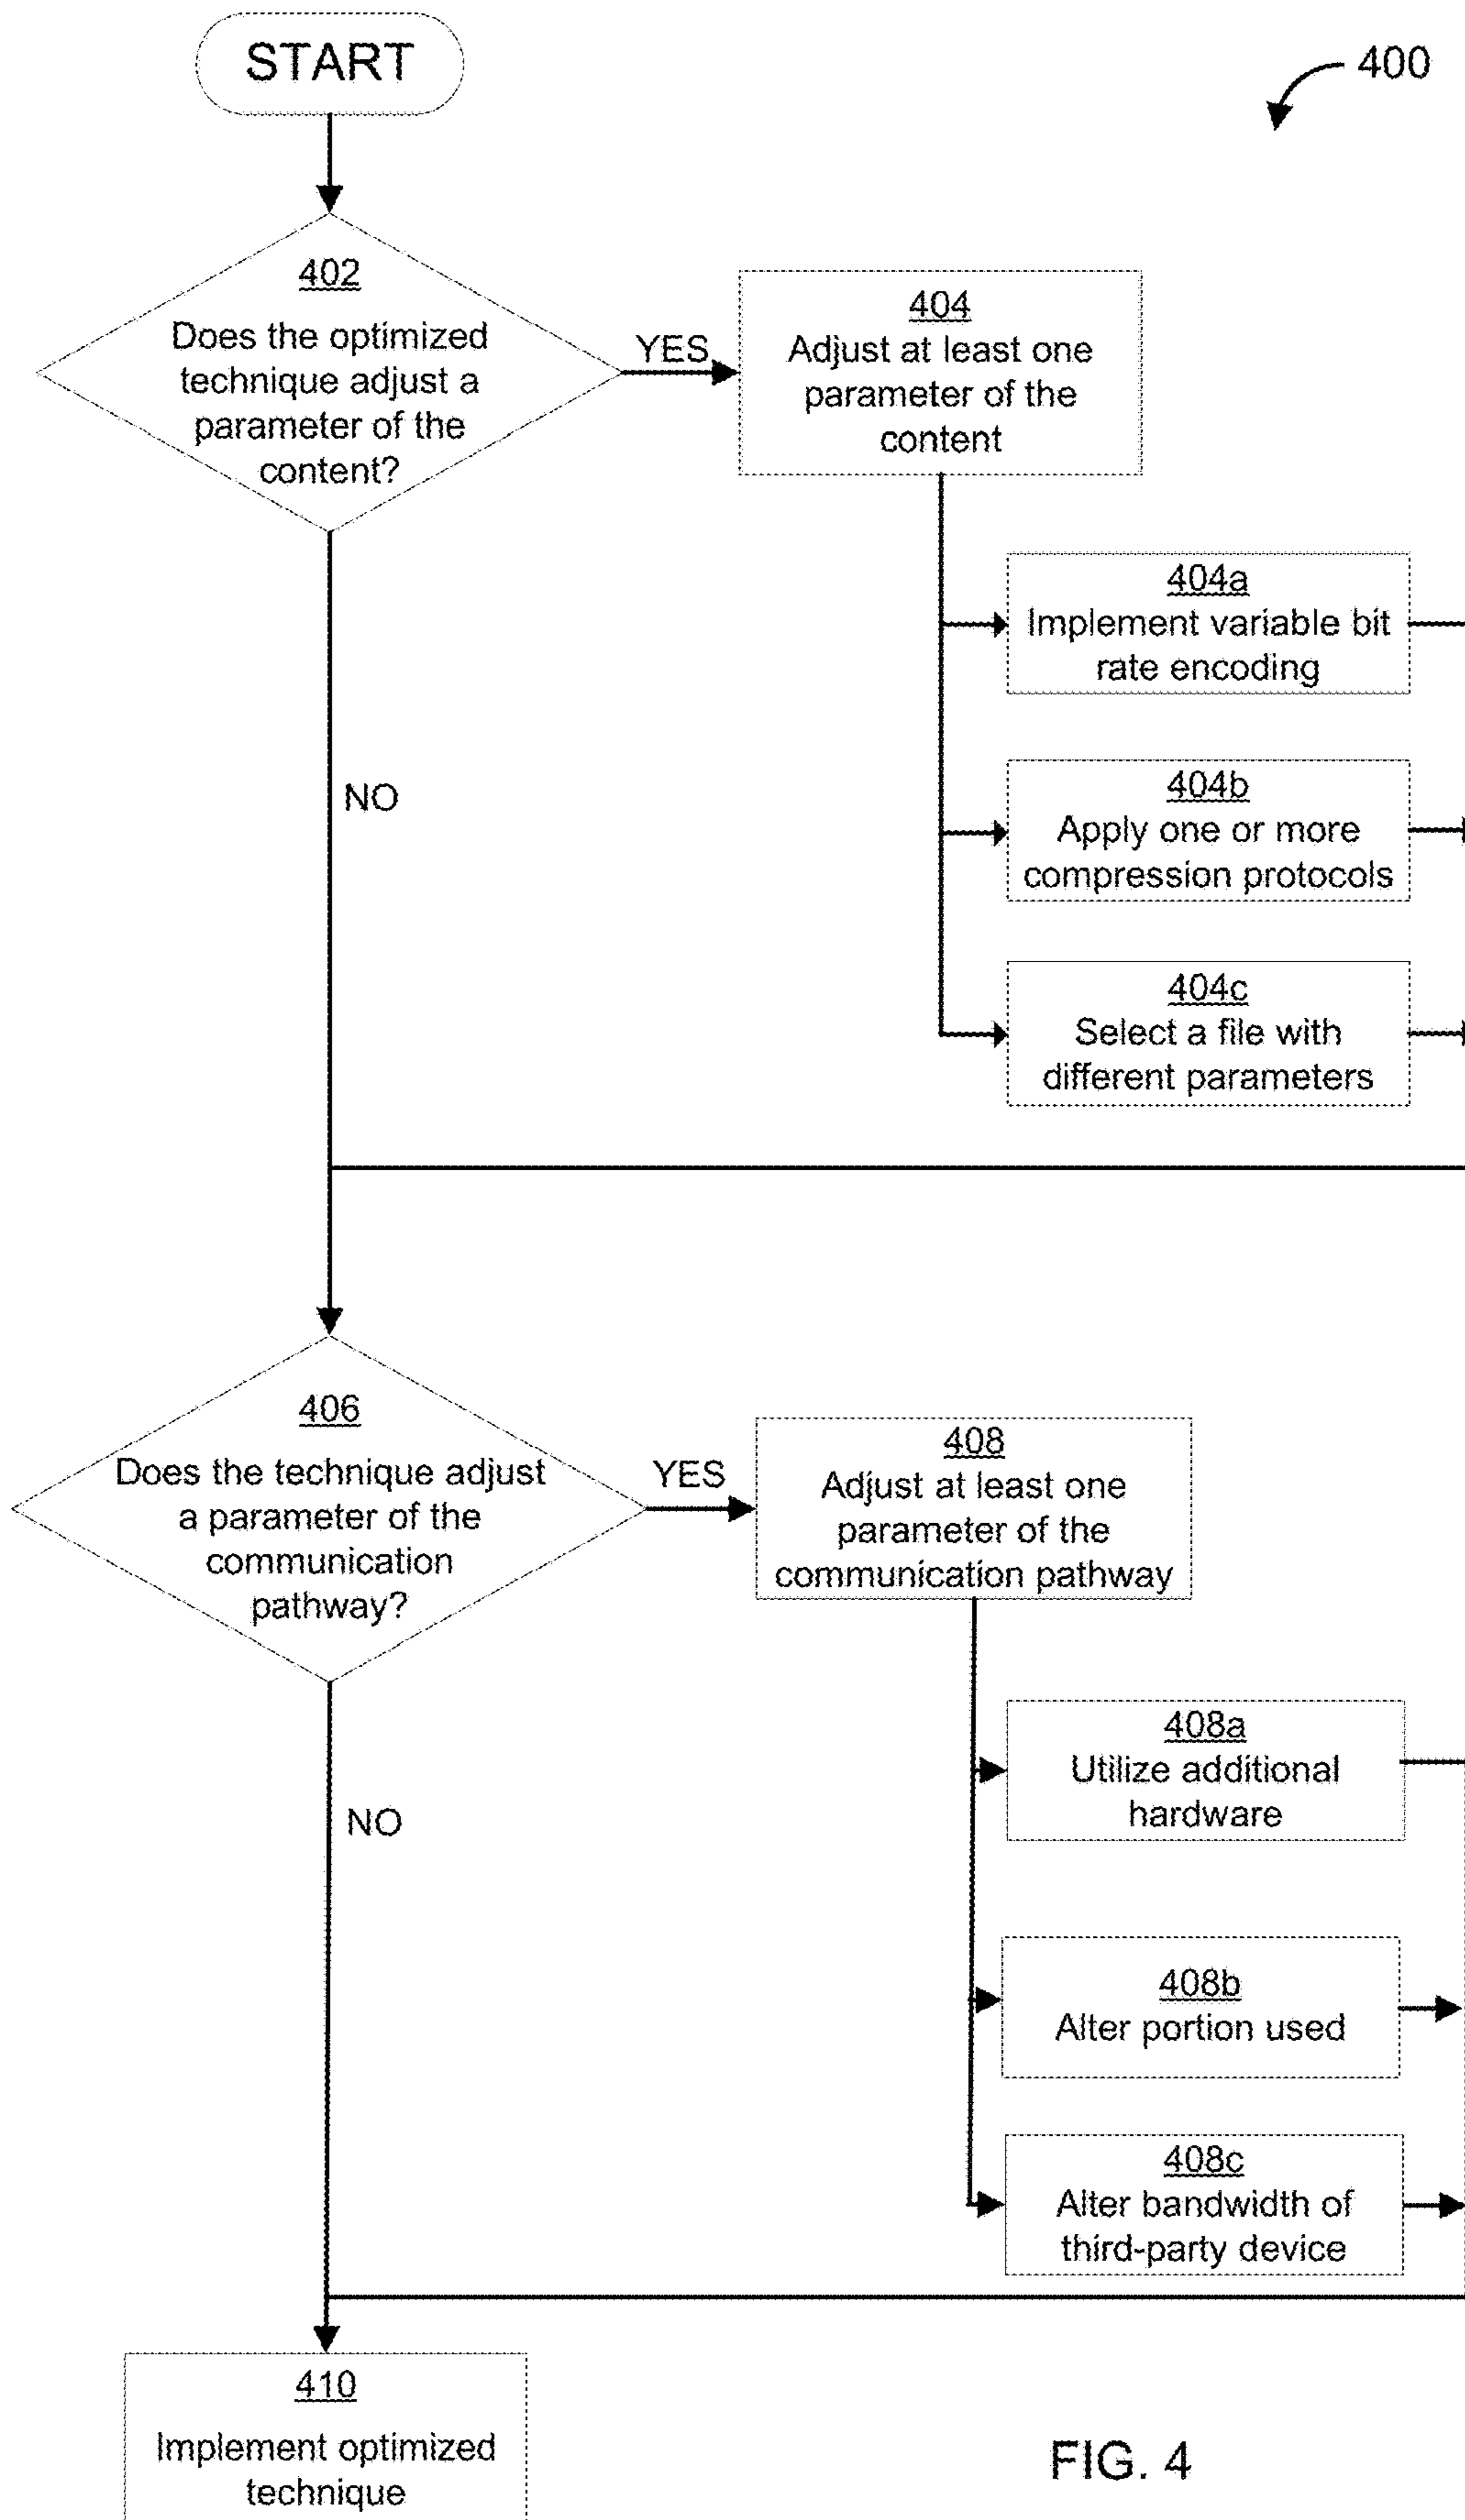 START
400
402
Does the optimized
technique adjust a
parameter of the
content?
YES
404
Adjust at least one
parameter of the
content
404a
Implement variable bit
rate encoding
NO
404b
Apply one or more
compression protocols
404c
Select a file with
different parameters
406
Does the technique adjust
a parameter of the
communication
pathway?
YES
408
Adjust at least one
parameter of the
communication pathway
408a
Utilize additional
hardware
NO
408b
Alter portion used
408c
Alter bandwidth of
third-party device
410
Implement optimized
technique
FIG. 4